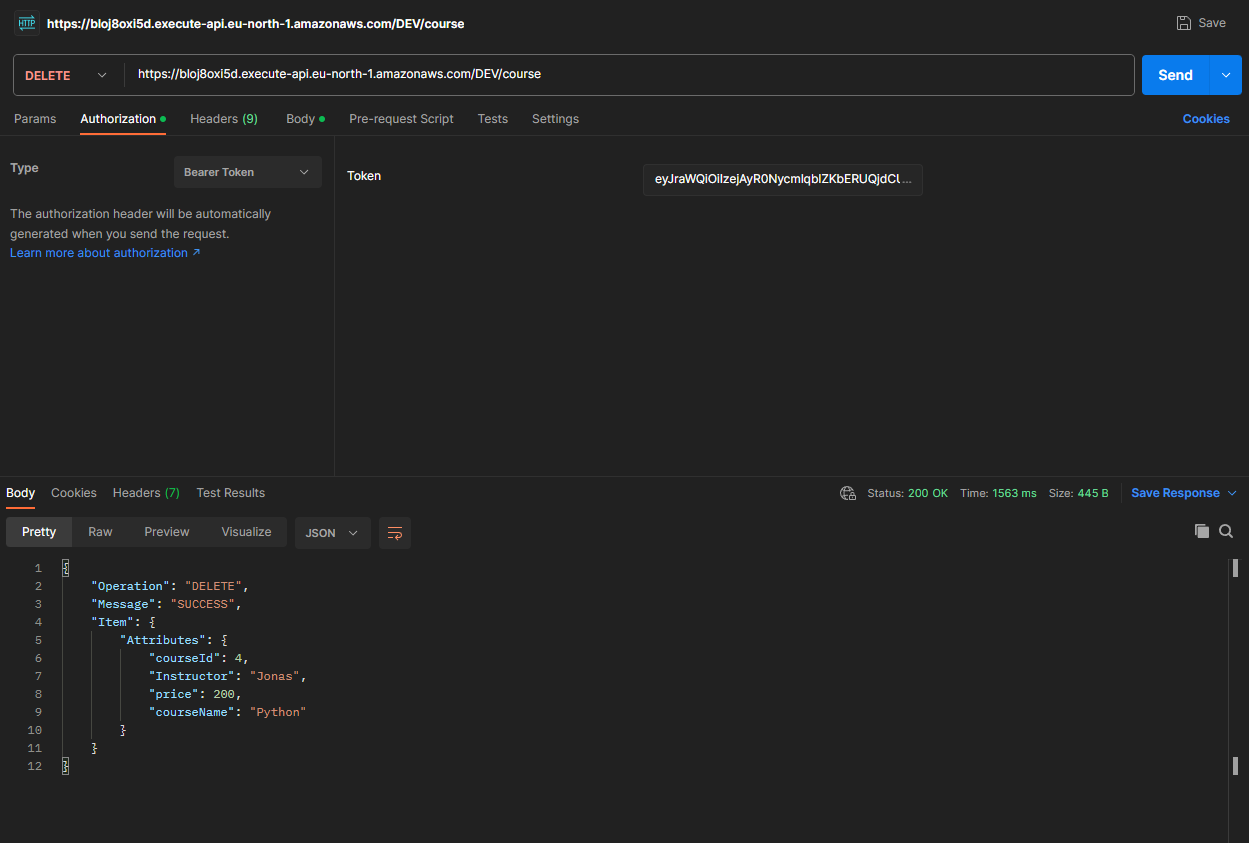 HTTP https://bloj8oxi5d.execute-api.eu-north-1.amazonaws.com/DEV/course Save
DELETE https://bloj8oxi5d.execute-api.eu-north-1.amazonaws.com/DEV/course Send
Params Authorization Headers (9) Body Pre-request Script Tests Settings Cookies
Type Bearer Token Token
The authorization header will be automatically
generated when you send the request.
Learn more about authorization ↗
Body Cookies Headers (7) Test Results Status: 200 OK Time: 1563 ms Size: 445 B Save Response
Pretty Raw Preview Visualize JSON
1 {
2 "Operation": "DELETE",
3 "Message": "SUCCESS",
4 "Item": {
5 "Attributes": {
6 "courseId": 4,
7 "Instructor": "Jonas",
8 "price": 200,
9 "courseName": "Python"
10 }
11 }
12 }